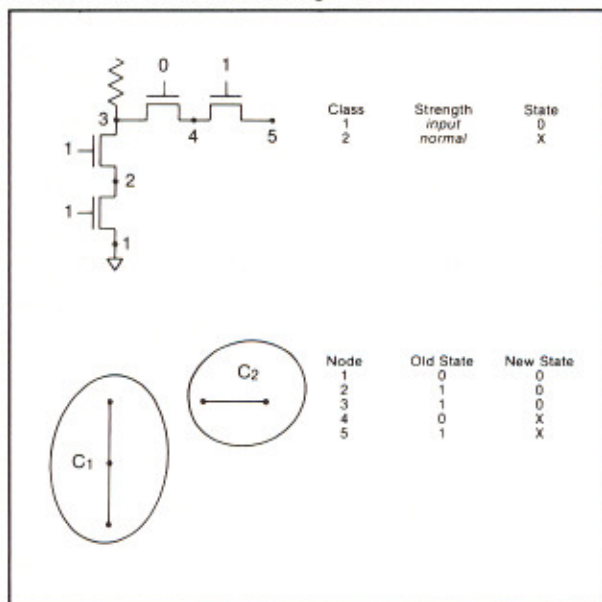 0 1
Class Strength State
3 4 5 1 input 0
2 normal X
1
2
1
1
C2
Node Old State New State
1 0 0
2 1 0
3 1 0
4 0 X
5 1 X
C1